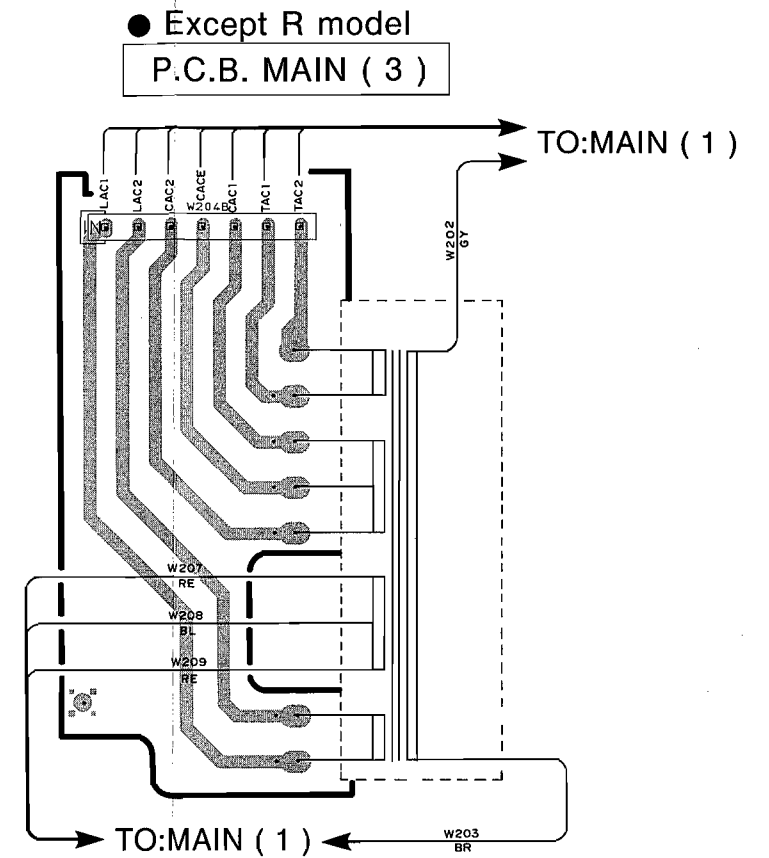 ● Except R model
P.C.B. MAIN ( 3 )
TO:MAIN ( 1 )
LAC1
LAC2
CAC2
CACE
CAC1
TAC1
TAC2
W204B
W202
GY
W207
RE
W208
BL
W209
RE
TO:MAIN ( 1 )
W203
BR